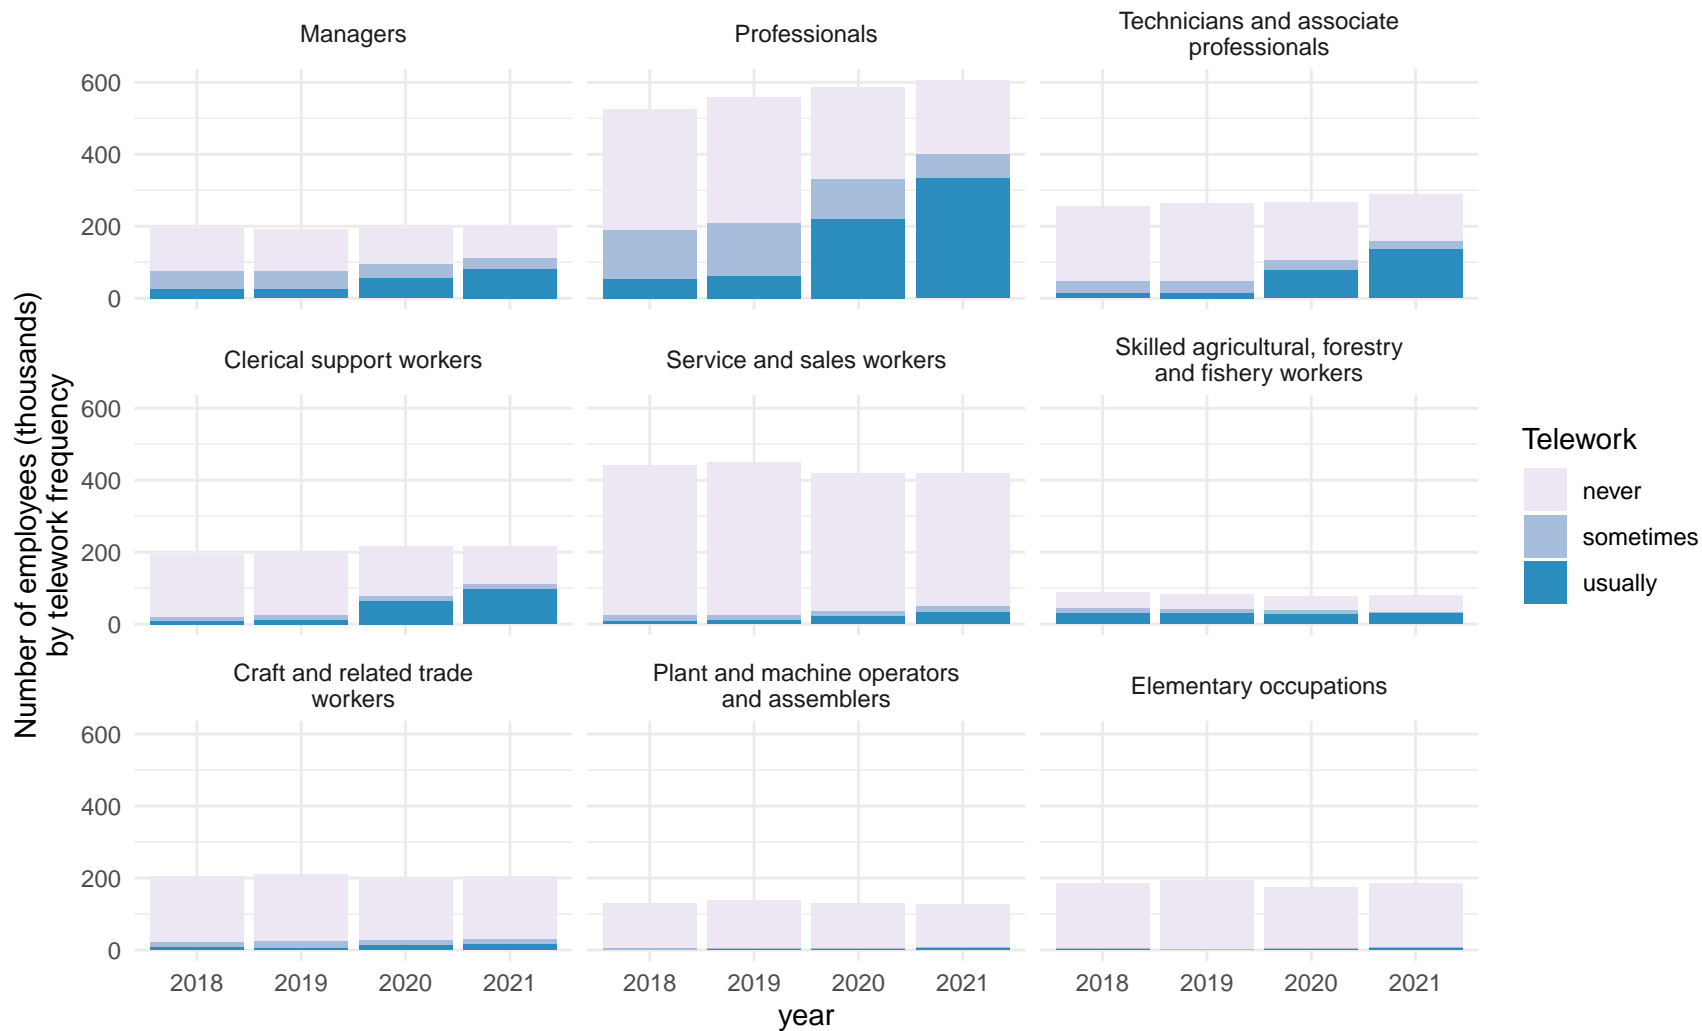 Managers
Professionals
Technicians and associate
professionals
600
400
200
0
Clerical support workers
Service and sales workers
Skilled agricultural, forestry
and fishery workers
600
400
200
0
Craft and related trade
workers
Plant and machine operators
and assemblers
Elementary occupations
600
400
200
0
2018 2019 2020 2021
2018 2019 2020 2021
2018 2019 2020 2021
year
Number of employees (thousands)
by telework frequency
Telework
never
sometimes
usually